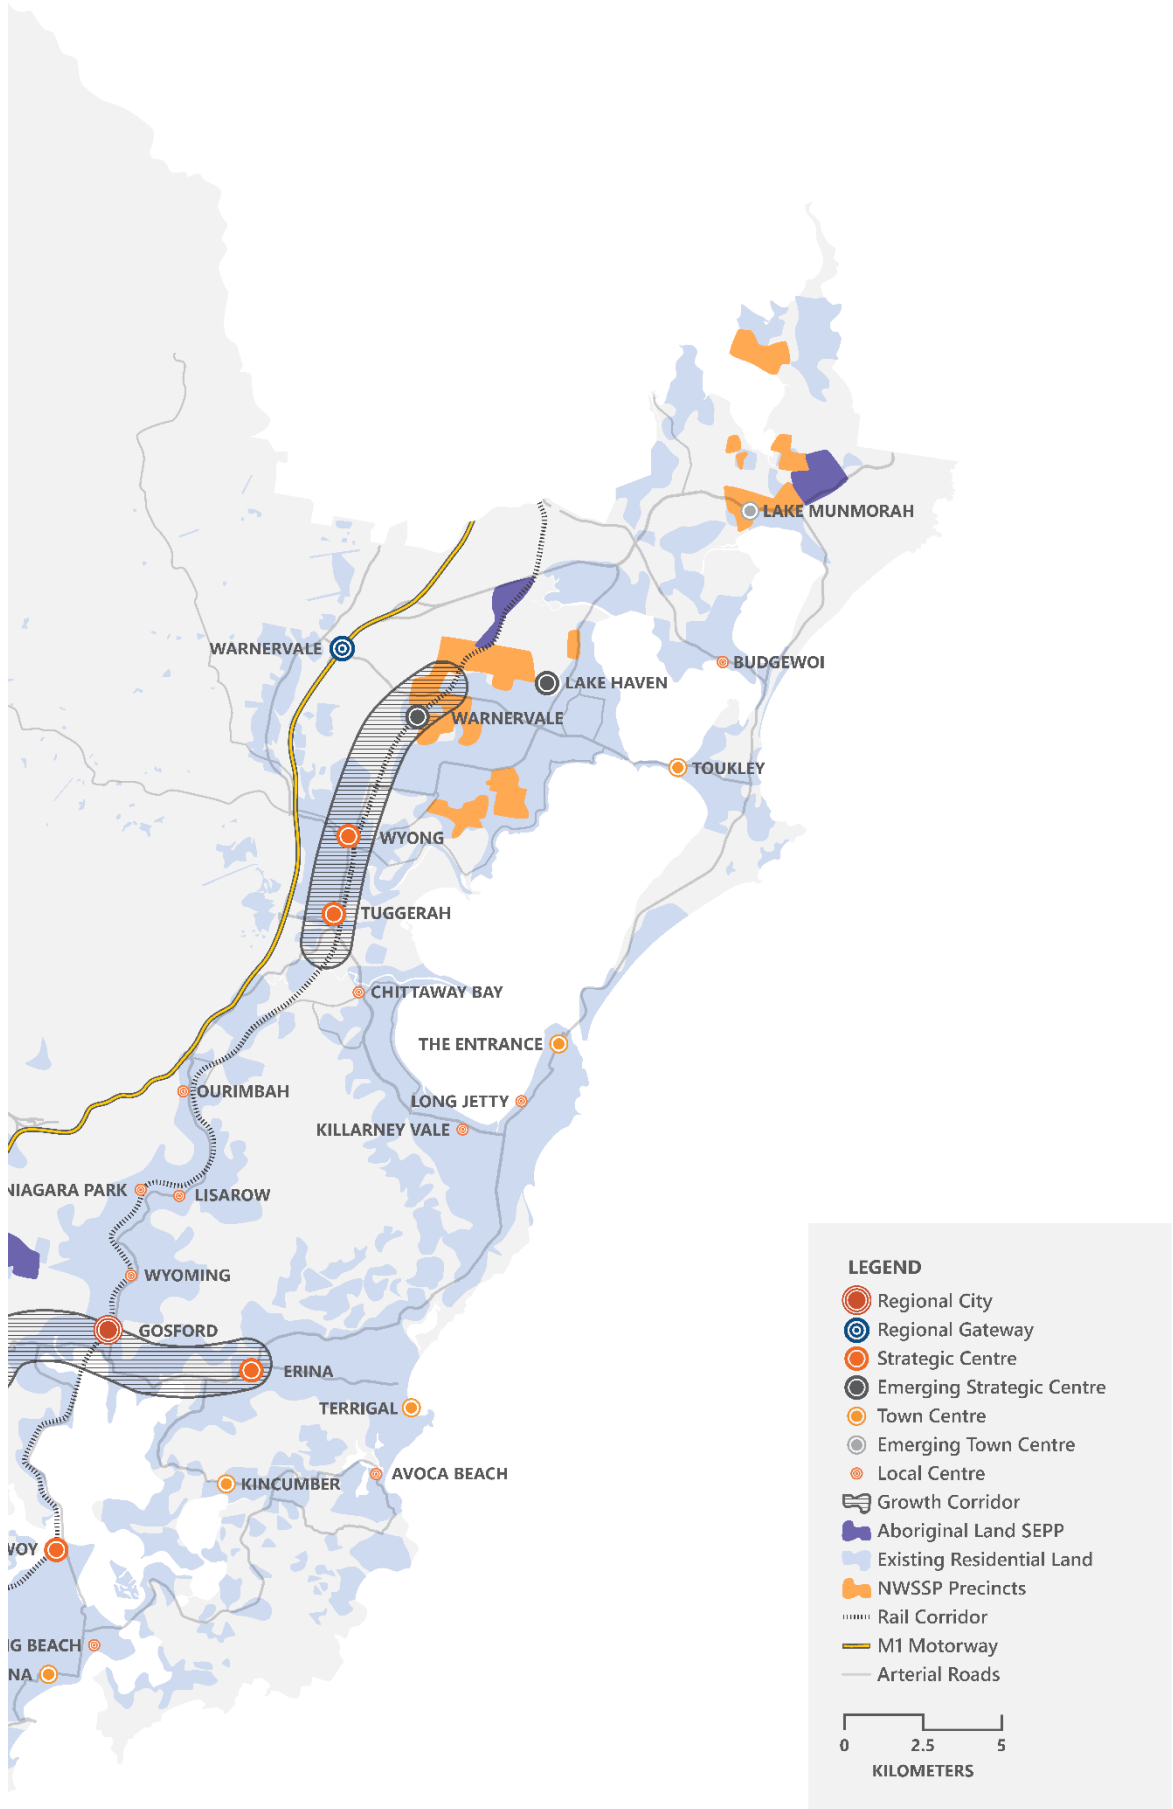 LAKE MUNMORAH
WARNERVALE
BUDGEWOI
LAKE HAVEN
WARNERVALE
TOUKLEY
WYONG
TUGGERAH
CHITTAWAY BAY
THE ENTRANCE
OURIMBAH
LONG JETTY
KILLARNEY VALE
NIAGARA PARK
LISAROW
WYOMING
GOSFORD
ERINA
TERRIGAL
AVOCA BEACH
KINCUMBER
WOY
G BEACH
NA
LEGEND
Regional City
Regional Gateway
Strategic Centre
Emerging Strategic Centre
Town Centre
Emerging Town Centre
Local Centre
Growth Corridor
Aboriginal Land SEPP
Existing Residential Land
NWSSP Precincts
Rail Corridor
M1 Motorway
Arterial Roads
0 2.5 5
KILOMETERS